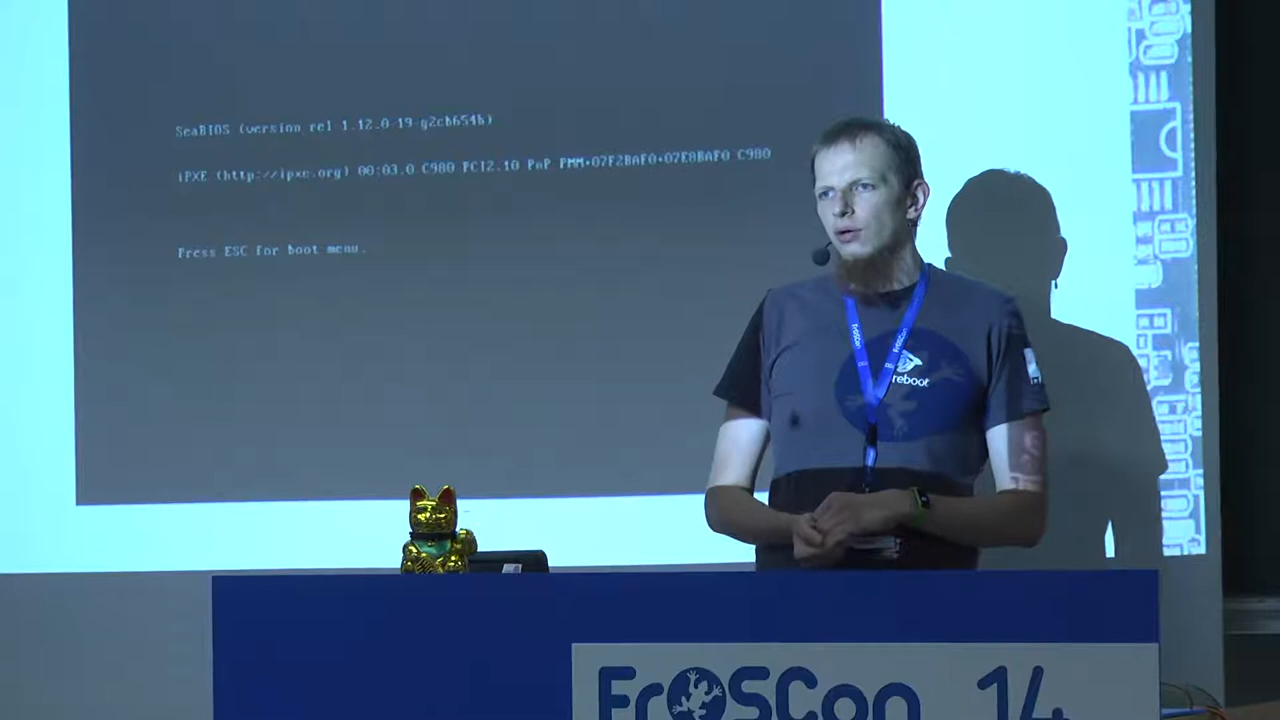 SeaBIOS (version rel-1.12.0-19-g2cb654b)
iPXE (http://ipxe.org) 00:03.0 C980 PCI2.10 PnP PMM+07F2BAF0+07E8BAF0 C980
Press ESC for boot menu.
FrOSCon
reboot
FrOSCon 14